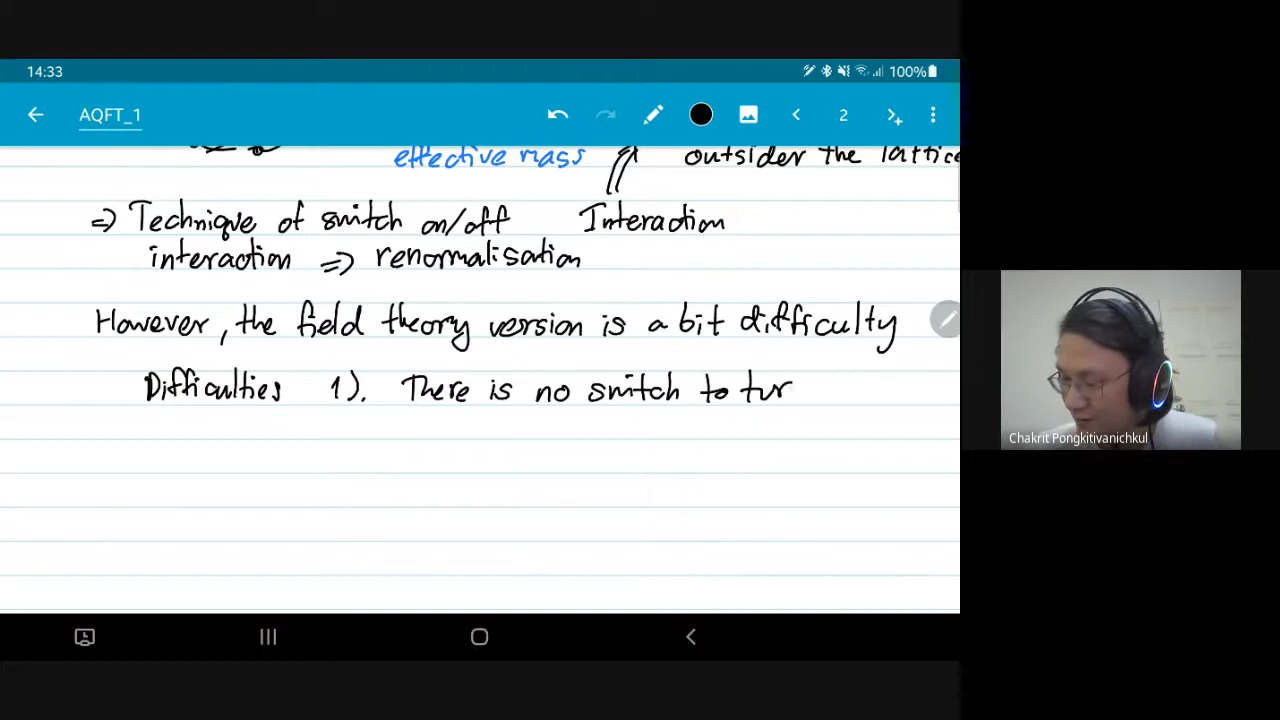 14:33
100%
AQFT_1
2
effective mass
outsider the lattice
=> Technique of switch on/off
Interaction
interaction => renormalisation
However, the field theory version is a bit difficulty
Difficulties 1). There is no switch to tur
Chakrit Pongkitivanichkul